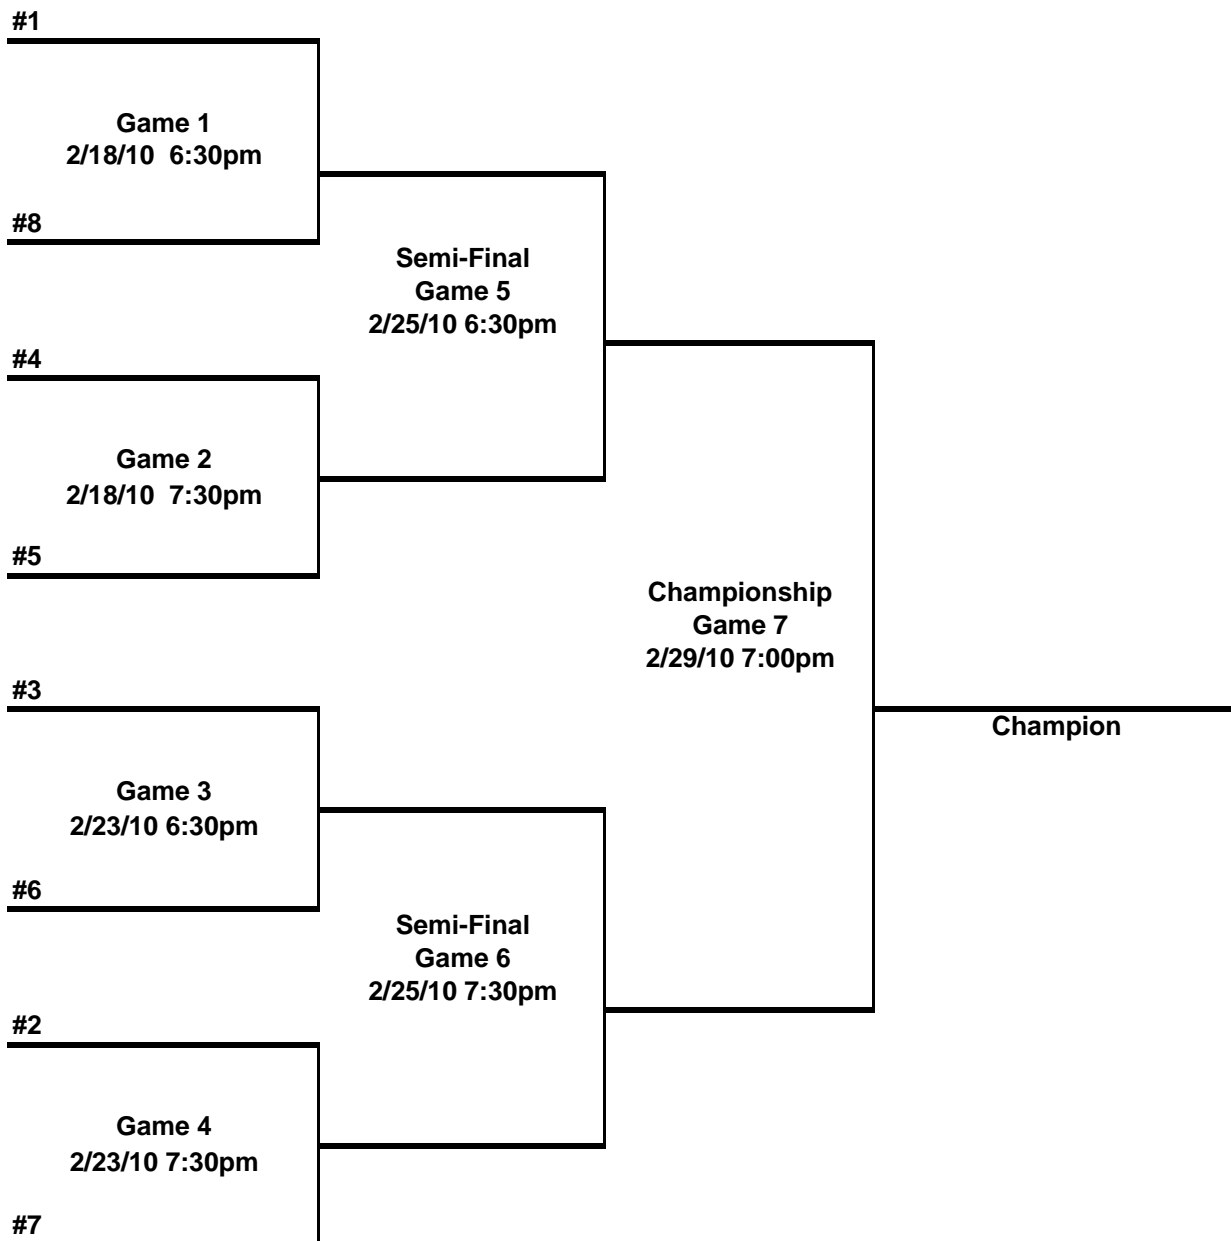 #1
Game 1
2/18/10  6:30pm
#8
Semi-Final
Game 5
2/25/10 6:30pm
#4
Game 2
2/18/10  7:30pm
#5
Championship
Game 7
2/29/10 7:00pm
#3
Champion
Game 3
2/23/10 6:30pm
#6
Semi-Final
Game 6
2/25/10 7:30pm
#2
Game 4
2/23/10 7:30pm
#7